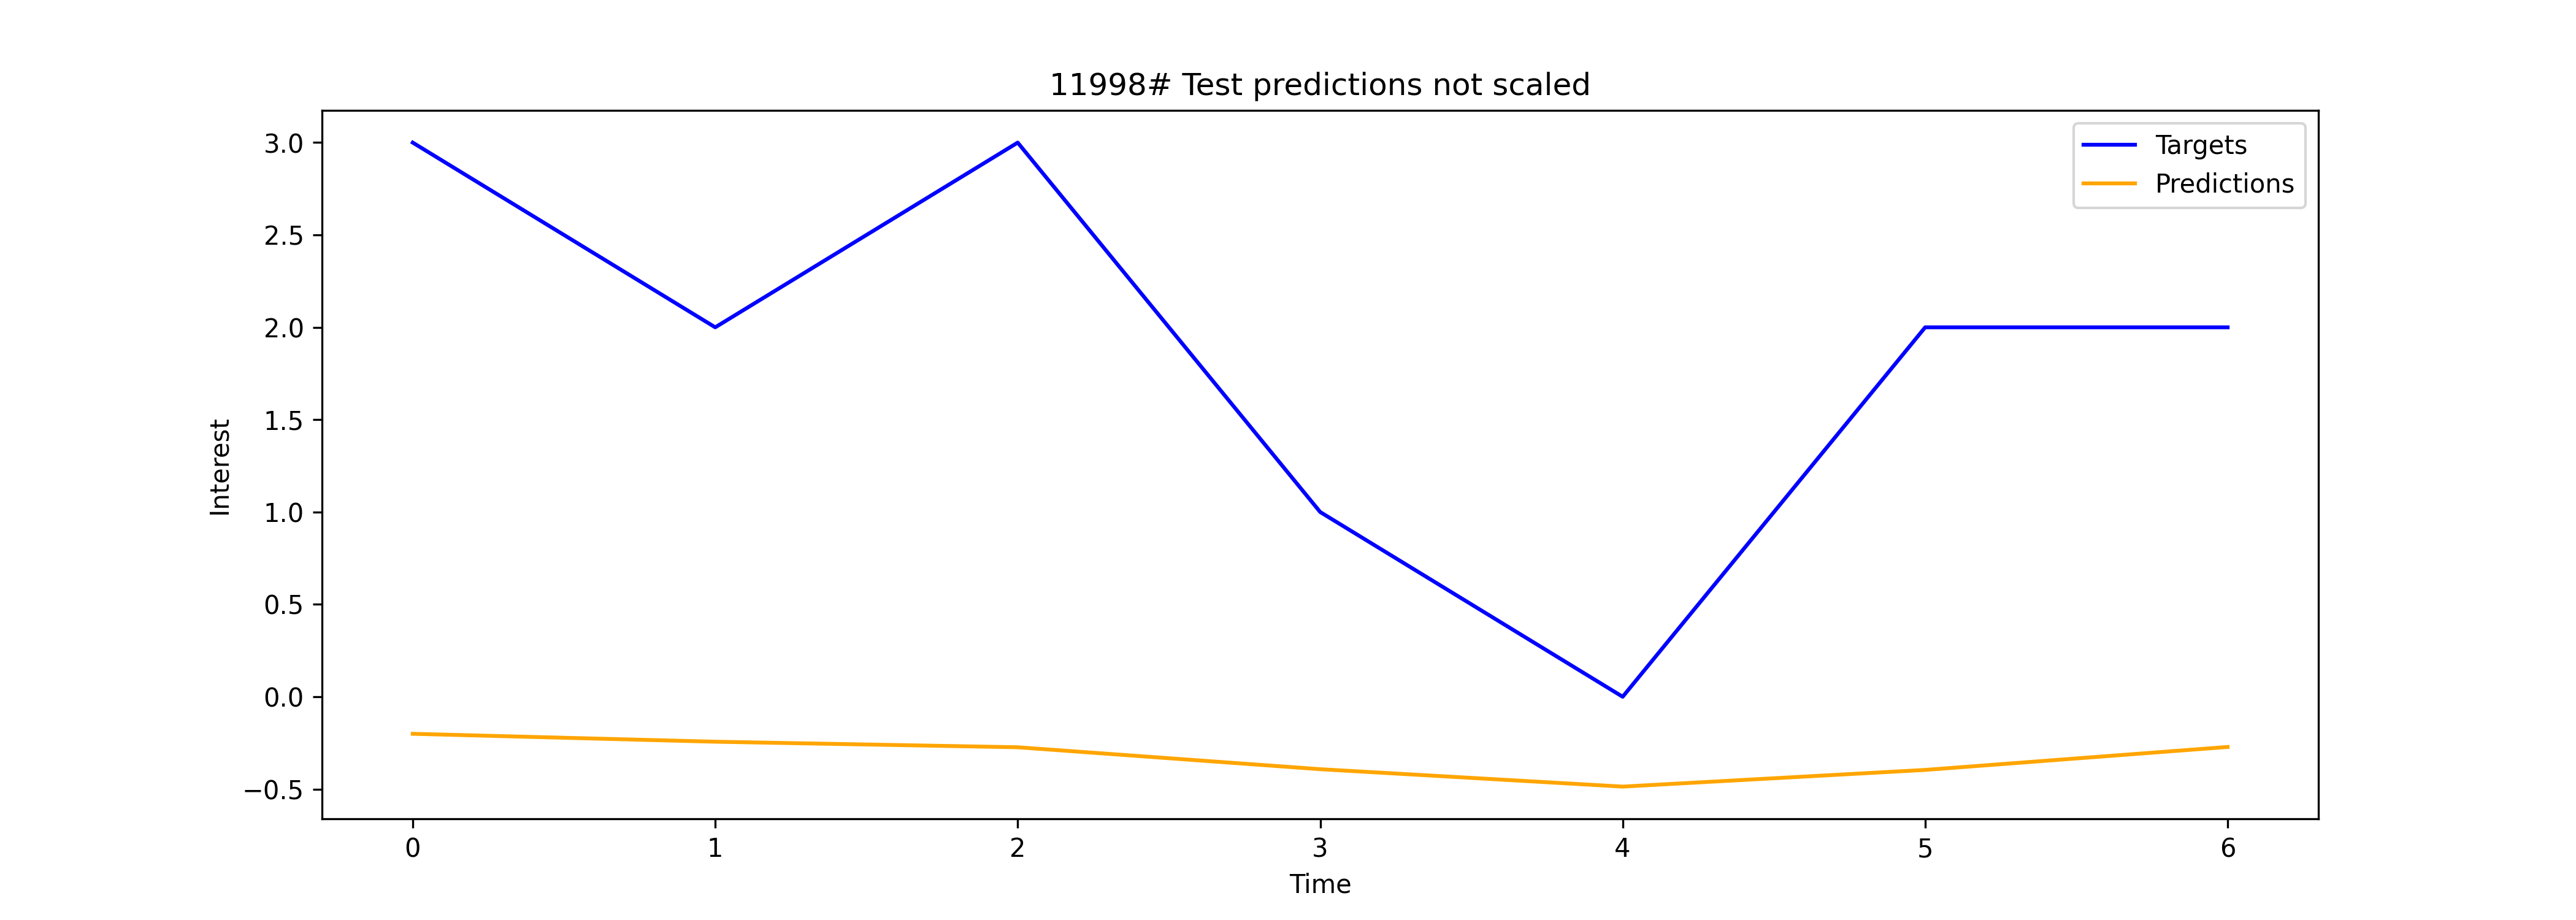 11998# Test predictions not scaled
Targets
Predictions
3.0
2.5
2.0
1.5
1.0
0.5
0.0
−0.5
Interest
0 1 2 3 4 5 6
Time